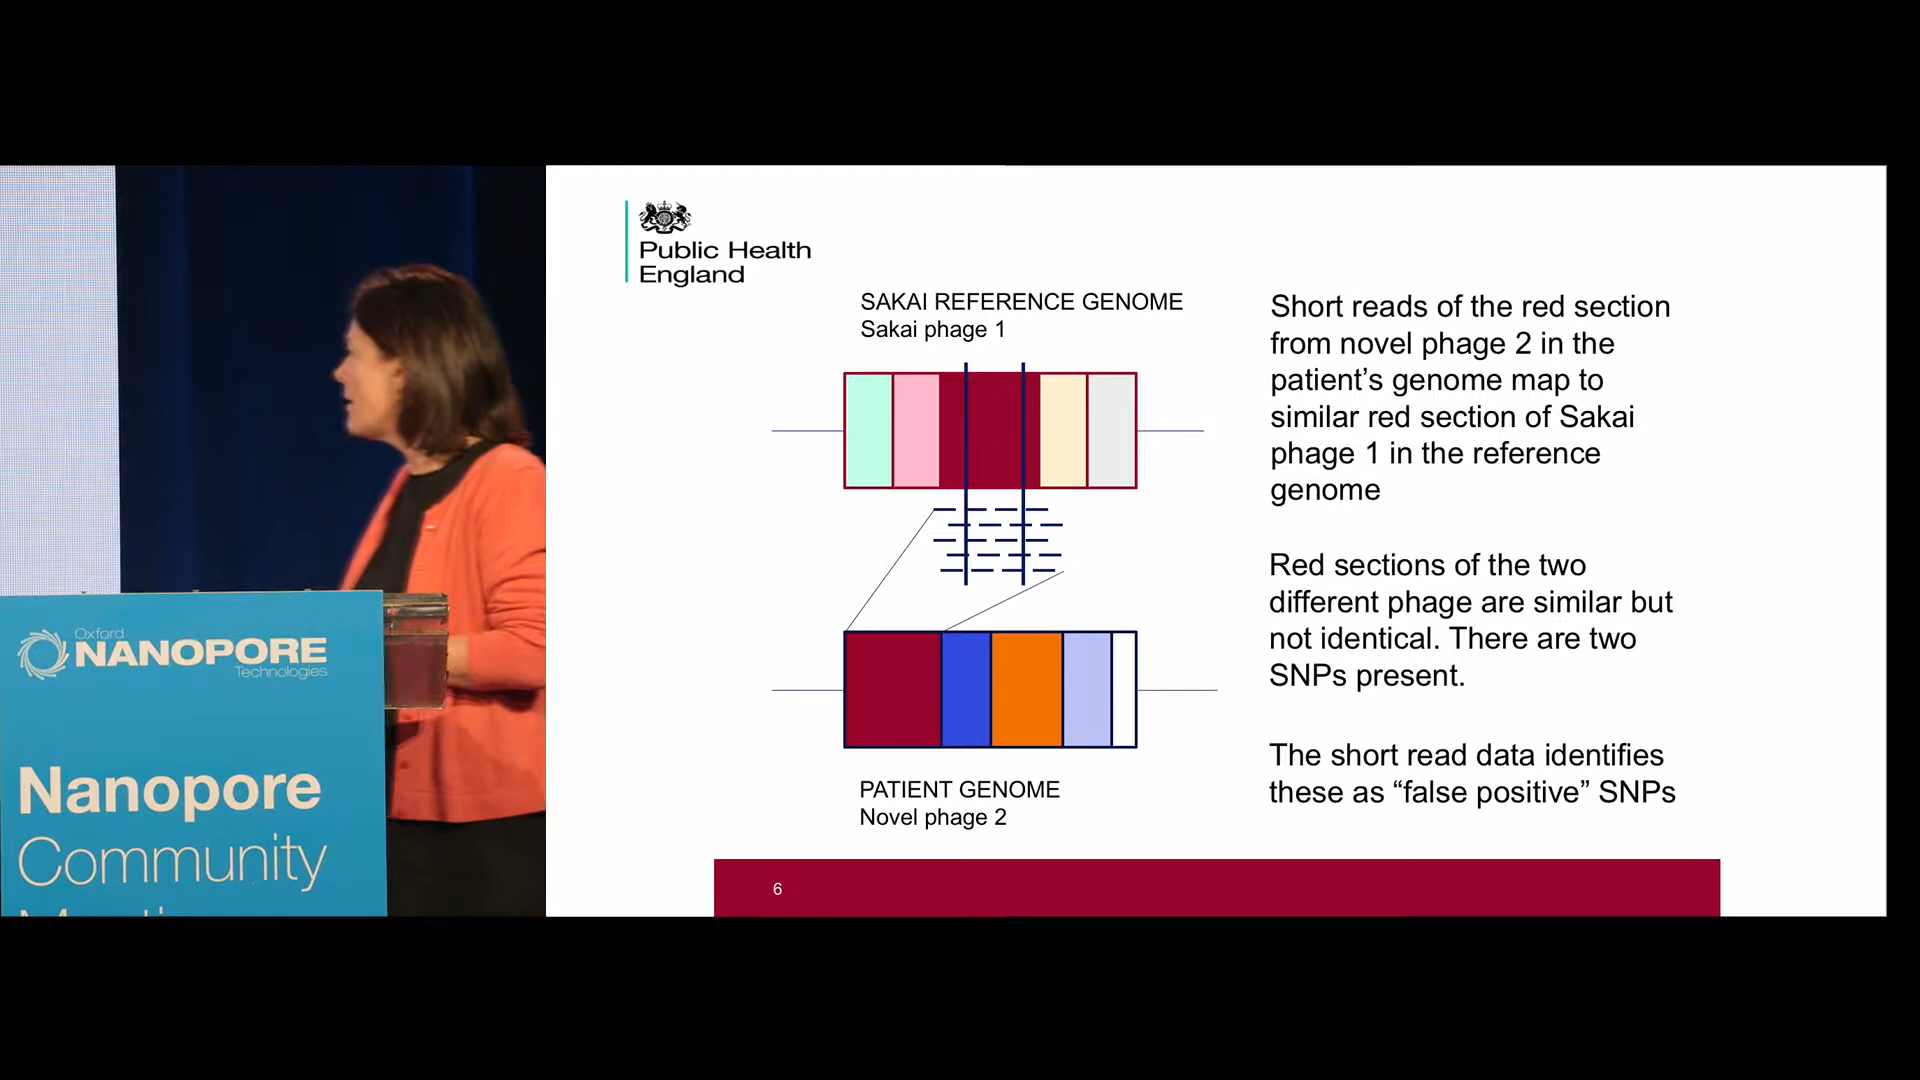 Oxford
NANOPORE
Technologies
Nanopore
Community
Public Health
England
SAKAI REFERENCE GENOME
Sakai phage 1
PATIENT GENOME
Novel phage 2
Short reads of the red section
from novel phage 2 in the
patient’s genome map to
similar red section of Sakai
phage 1 in the reference
genome
Red sections of the two
different phage are similar but
not identical. There are two
SNPs present.
The short read data identifies
these as “false positive” SNPs
6